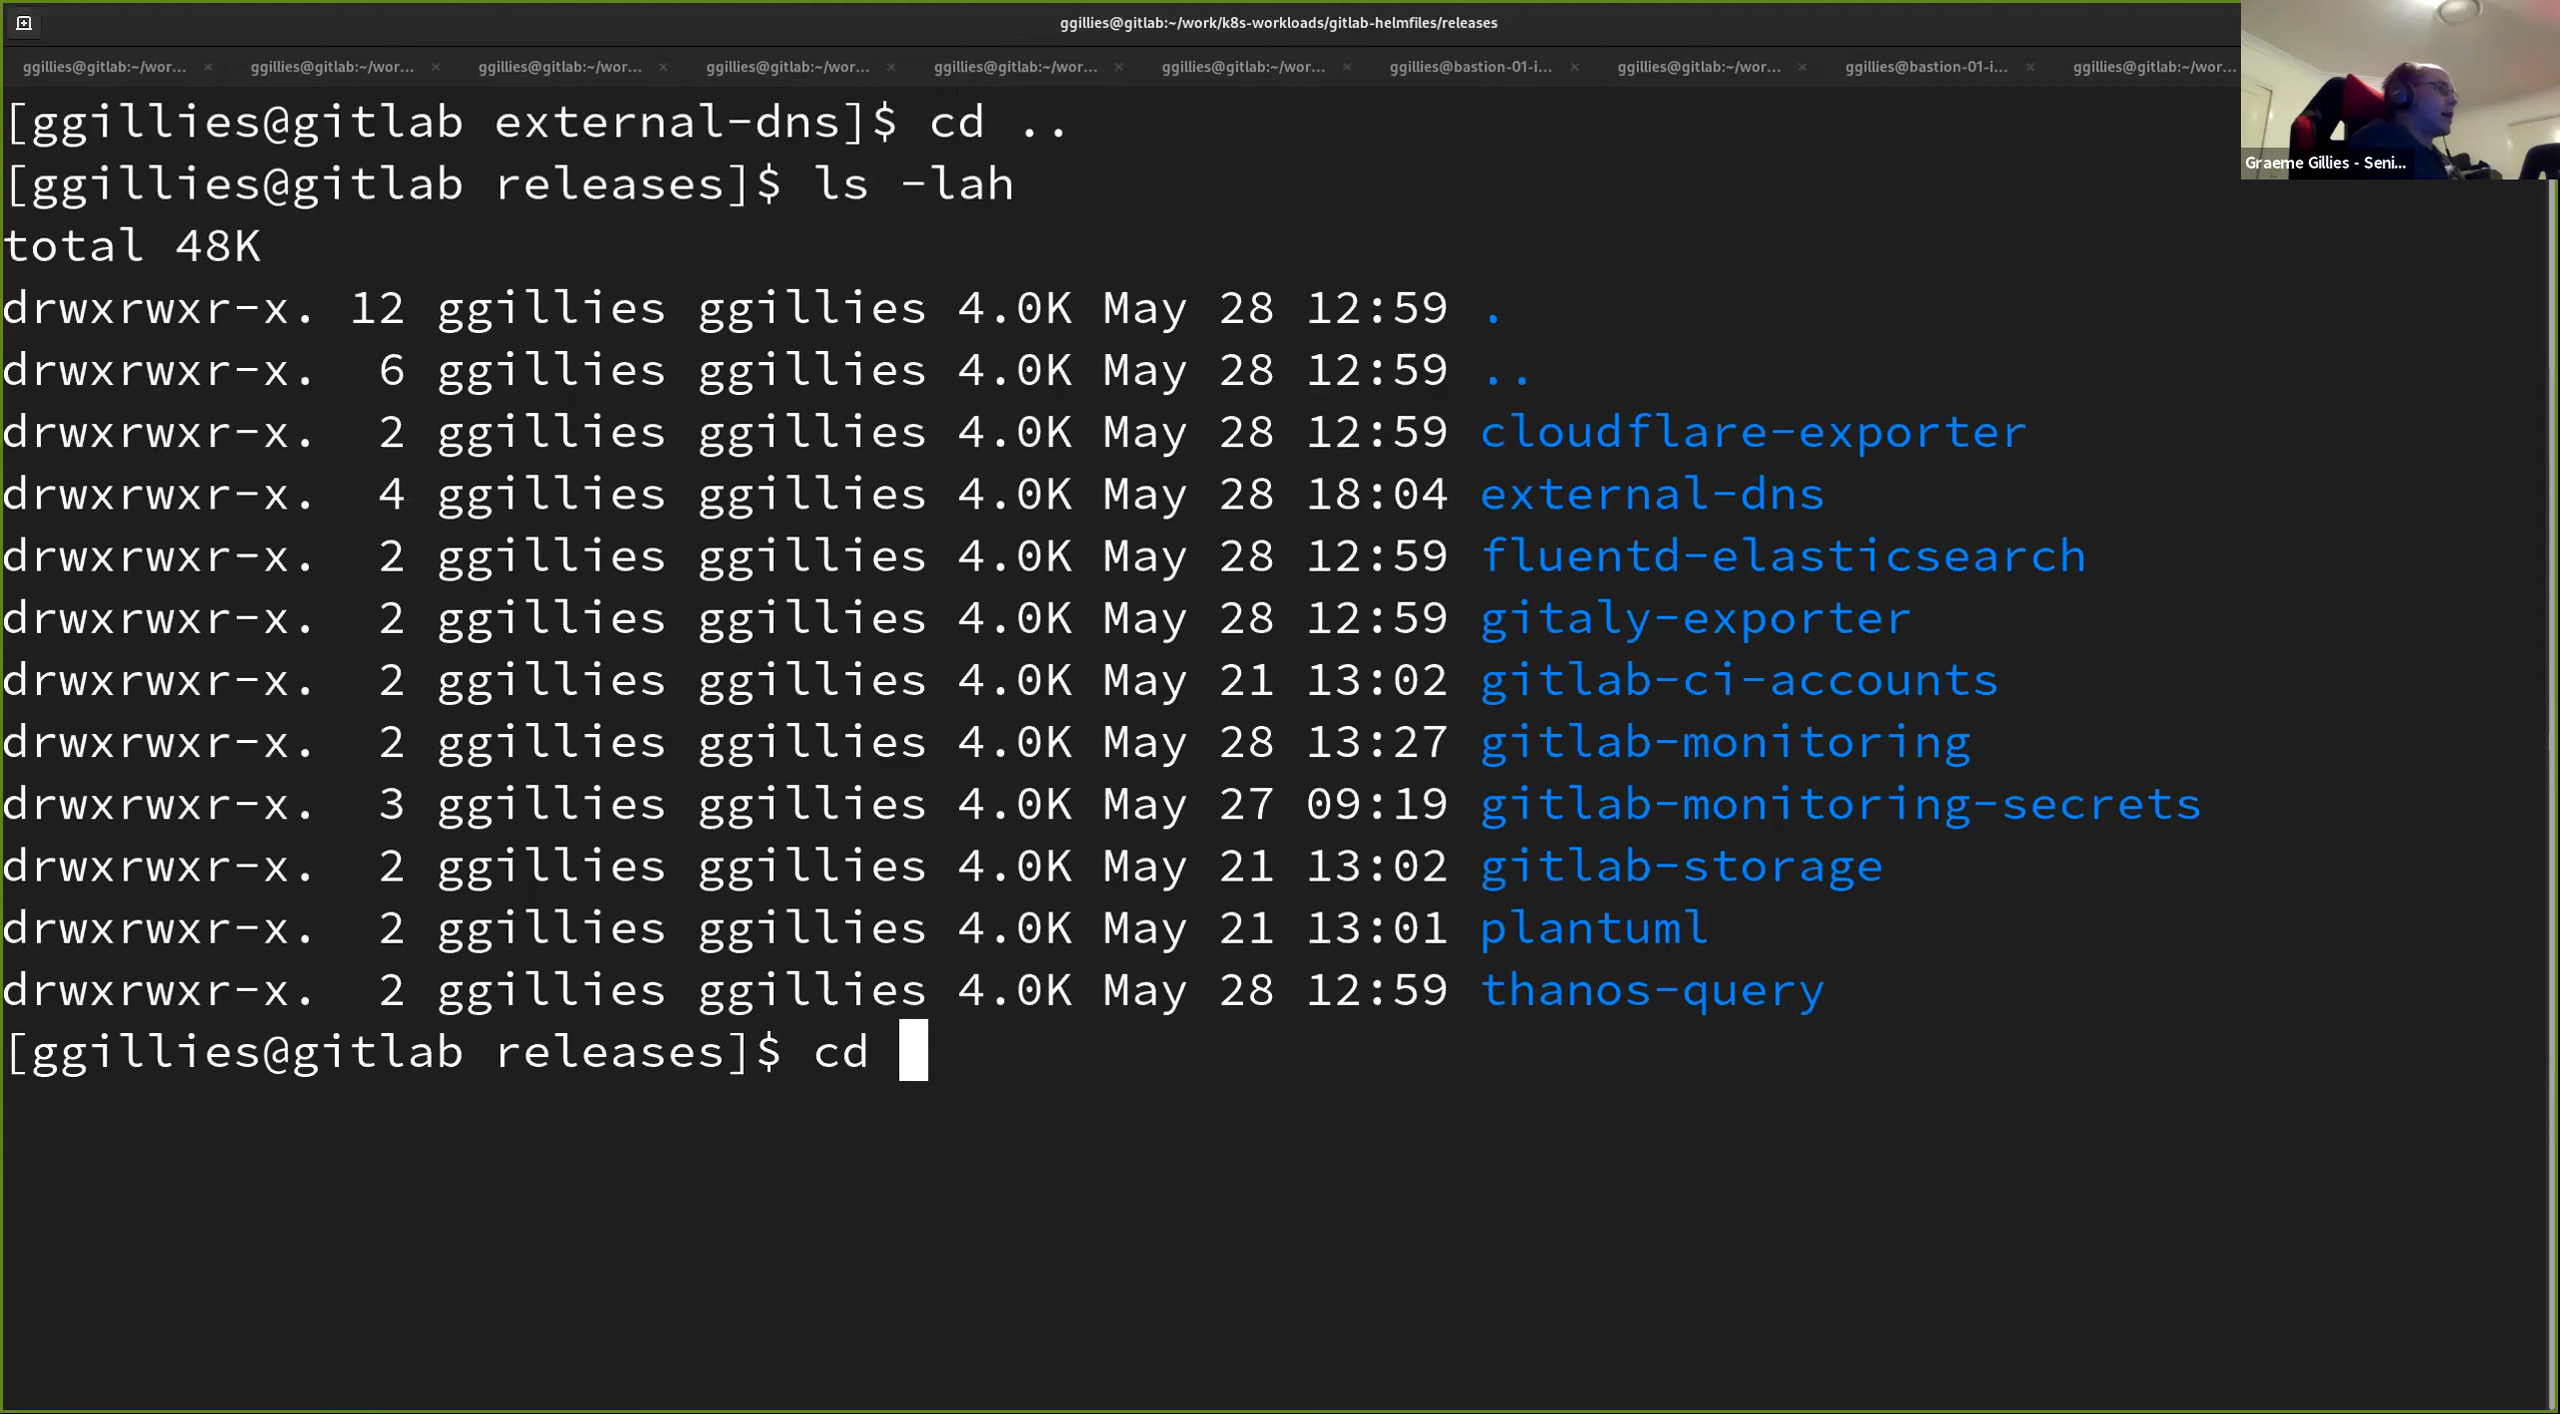 ggillies@gitlab:~/work/k8s-workloads/gitlab-helmfiles/releases
ggillies@gitlab:~/wor... × ggillies@gitlab:~/wor... × ggillies@gitlab:~/wor... × ggillies@gitlab:~/wor... × ggillies@gitlab:~/wor... × ggillies@gitlab:~/wor... × ggillies@bastion-01-i... × ggillies@gitlab:~/wor... × ggillies@bastion-01-i... × ggillies@gitlab:~/wor...
Graeme Gillies - Seni...
[ggillies@gitlab external-dns]$ cd ..
[ggillies@gitlab releases]$ ls -lah
total 48K
drwxrwxr-x. 12 ggillies ggillies 4.0K May 28 12:59 .
drwxrwxr-x.  6 ggillies ggillies 4.0K May 28 12:59 ..
drwxrwxr-x.  2 ggillies ggillies 4.0K May 28 12:59 cloudflare-exporter
drwxrwxr-x.  4 ggillies ggillies 4.0K May 28 18:04 external-dns
drwxrwxr-x.  2 ggillies ggillies 4.0K May 28 12:59 fluentd-elasticsearch
drwxrwxr-x.  2 ggillies ggillies 4.0K May 28 12:59 gitaly-exporter
drwxrwxr-x.  2 ggillies ggillies 4.0K May 21 13:02 gitlab-ci-accounts
drwxrwxr-x.  2 ggillies ggillies 4.0K May 28 13:27 gitlab-monitoring
drwxrwxr-x.  3 ggillies ggillies 4.0K May 27 09:19 gitlab-monitoring-secrets
drwxrwxr-x.  2 ggillies ggillies 4.0K May 21 13:02 gitlab-storage
drwxrwxr-x.  2 ggillies ggillies 4.0K May 21 13:01 plantuml
drwxrwxr-x.  2 ggillies ggillies 4.0K May 28 12:59 thanos-query
[ggillies@gitlab releases]$ cd